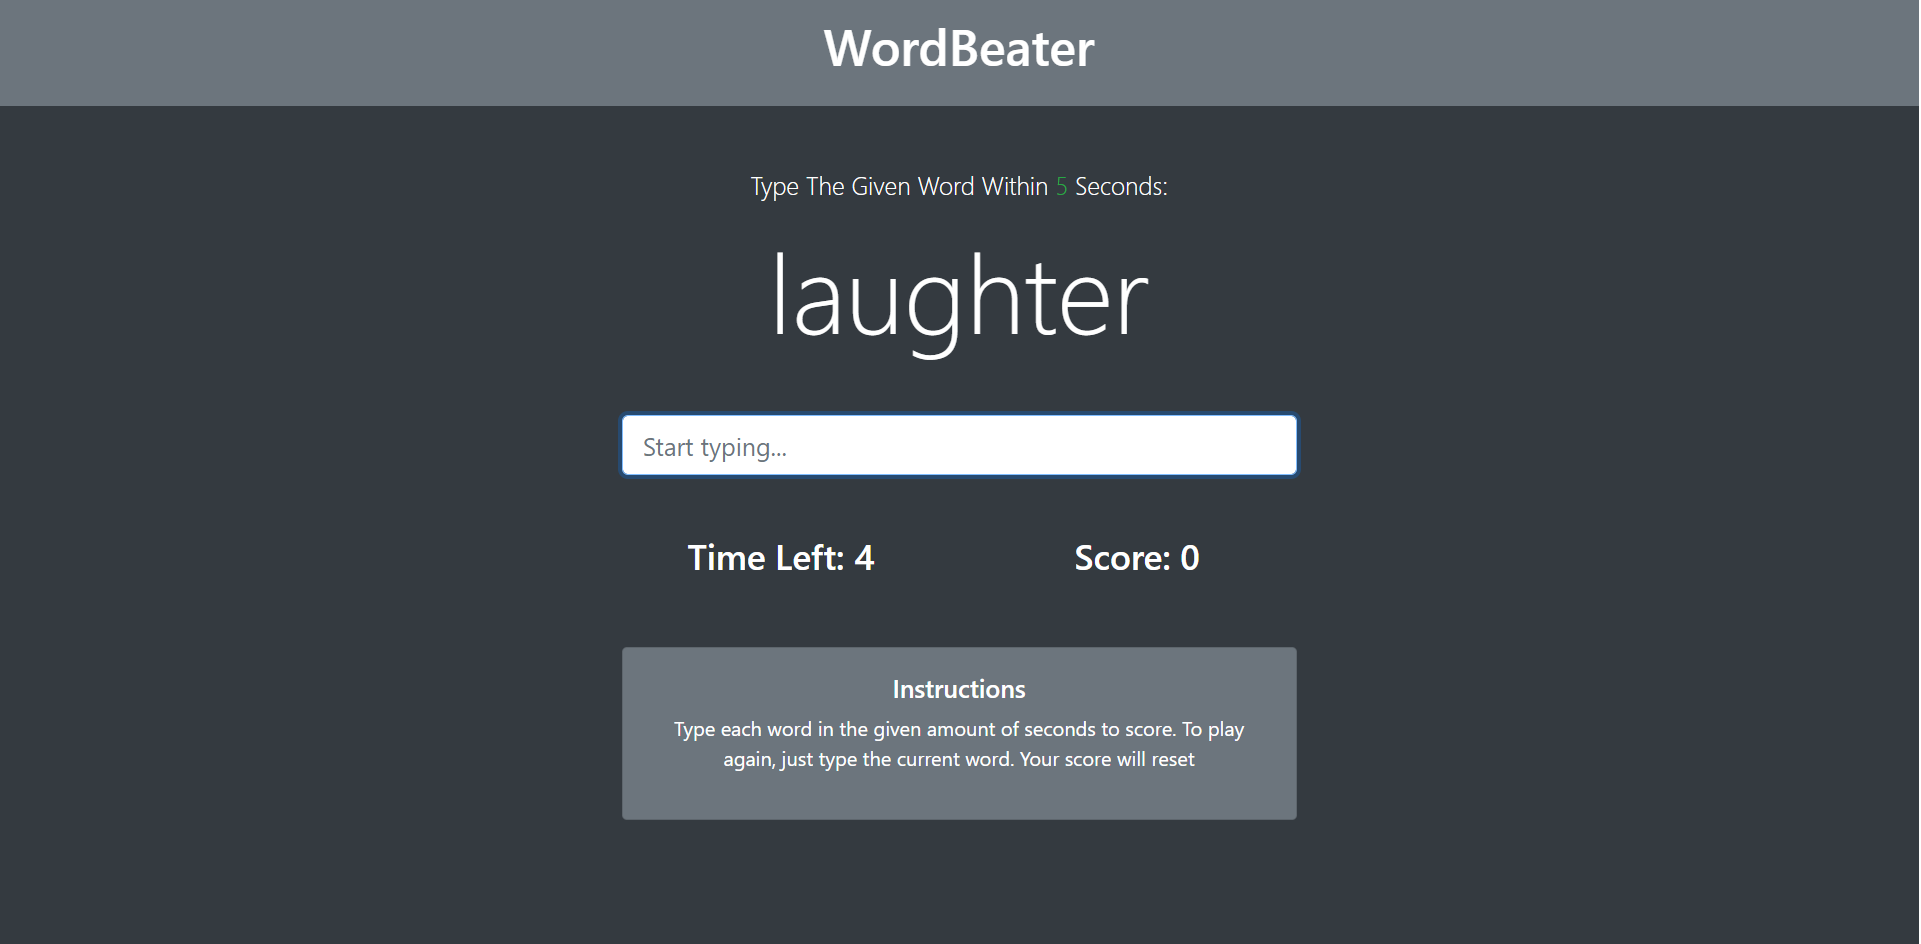 WordBeater
Type The Given Word Within 5 Seconds:
laughter
Start typing...
Time Left: 4
Score: 0
Instructions
Type each word in the given amount of seconds to score. To play
again, just type the current word. Your score will reset